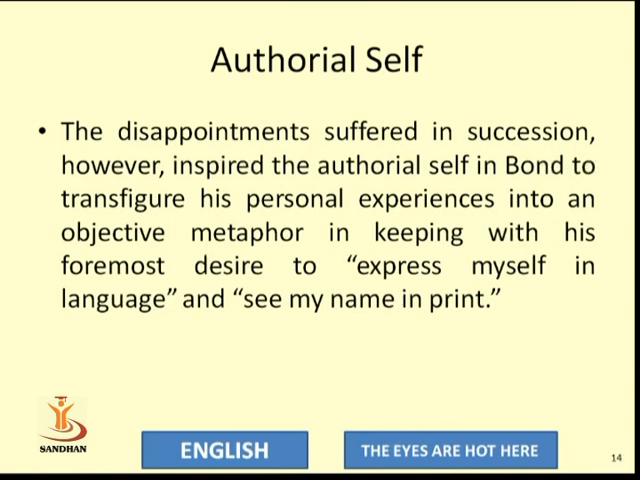 Authorial Self
• The disappointments suffered in succession,
however, inspired the authorial self in Bond to
transfigure his personal experiences into an
objective metaphor in keeping with his
foremost desire to “express myself in
language” and “see my name in print.”
SANDHAN
ENGLISH
THE EYES ARE HOT HERE
14